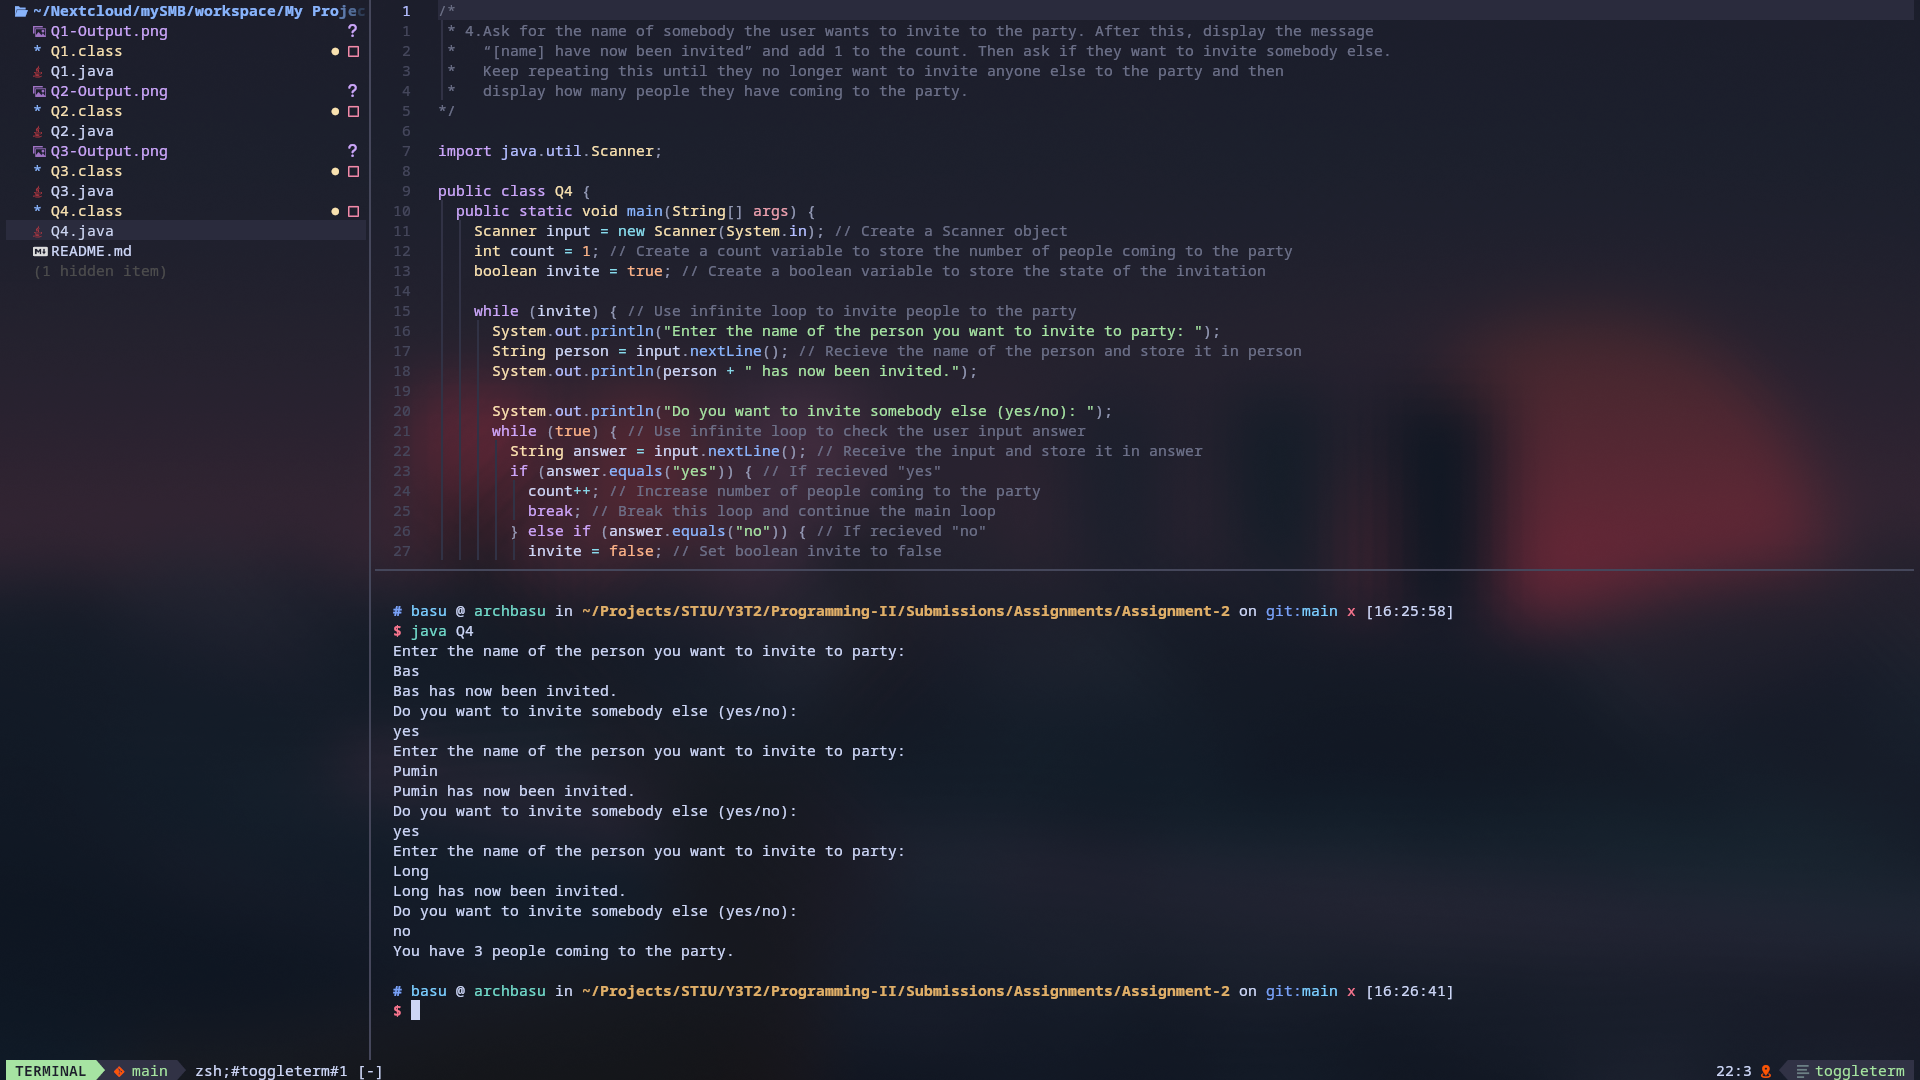 ~/Nextcloud/mySMB/workspace/My Projec
Q1-Output.png ?
* Q1.class
Q1.java
Q2-Output.png ?
* Q2.class
Q2.java
Q3-Output.png ?
* Q3.class
Q3.java
* Q4.class
Q4.java
README.md
(1 hidden item)
1 /*
1 * 4.Ask for the name of somebody the user wants to invite to the party. After this, display the message
2 * “[name] have now been invited” and add 1 to the count. Then ask if they want to invite somebody else.
3 * Keep repeating this until they no longer want to invite anyone else to the party and then
4 * display how many people they have coming to the party.
5 */
6
7 import java.util.Scanner;
8
9 public class Q4 {
10 public static void main(String[] args) {
11 Scanner input = new Scanner(System.in); // Create a Scanner object
12 int count = 1; // Create a count variable to store the number of people coming to the party
13 boolean invite = true; // Create a boolean variable to store the state of the invitation
14
15 while (invite) { // Use infinite loop to invite people to the party
16 System.out.println("Enter the name of the person you want to invite to party: ");
17 String person = input.nextLine(); // Recieve the name of the person and store it in person
18 System.out.println(person + " has now been invited.");
19
20 System.out.println("Do you want to invite somebody else (yes/no): ");
21 while (true) { // Use infinite loop to check the user input answer
22 String answer = input.nextLine(); // Receive the input and store it in answer
23 if (answer.equals("yes")) { // If recieved "yes"
24 count++; // Increase number of people coming to the party
25 break; // Break this loop and continue the main loop
26 } else if (answer.equals("no")) { // If recieved "no"
27 invite = false; // Set boolean invite to false
# basu @ archbasu in ~/Projects/STIU/Y3T2/Programming-II/Submissions/Assignments/Assignment-2 on git:main x [16:25:58]
$ java Q4
Enter the name of the person you want to invite to party:
Bas
Bas has now been invited.
Do you want to invite somebody else (yes/no):
yes
Enter the name of the person you want to invite to party:
Pumin
Pumin has now been invited.
Do you want to invite somebody else (yes/no):
yes
Enter the name of the person you want to invite to party:
Long
Long has now been invited.
Do you want to invite somebody else (yes/no):
no
You have 3 people coming to the party.
# basu @ archbasu in ~/Projects/STIU/Y3T2/Programming-II/Submissions/Assignments/Assignment-2 on git:main x [16:26:41]
$
TERMINAL main zsh;#toggleterm#1 [-] 22:3 toggleterm